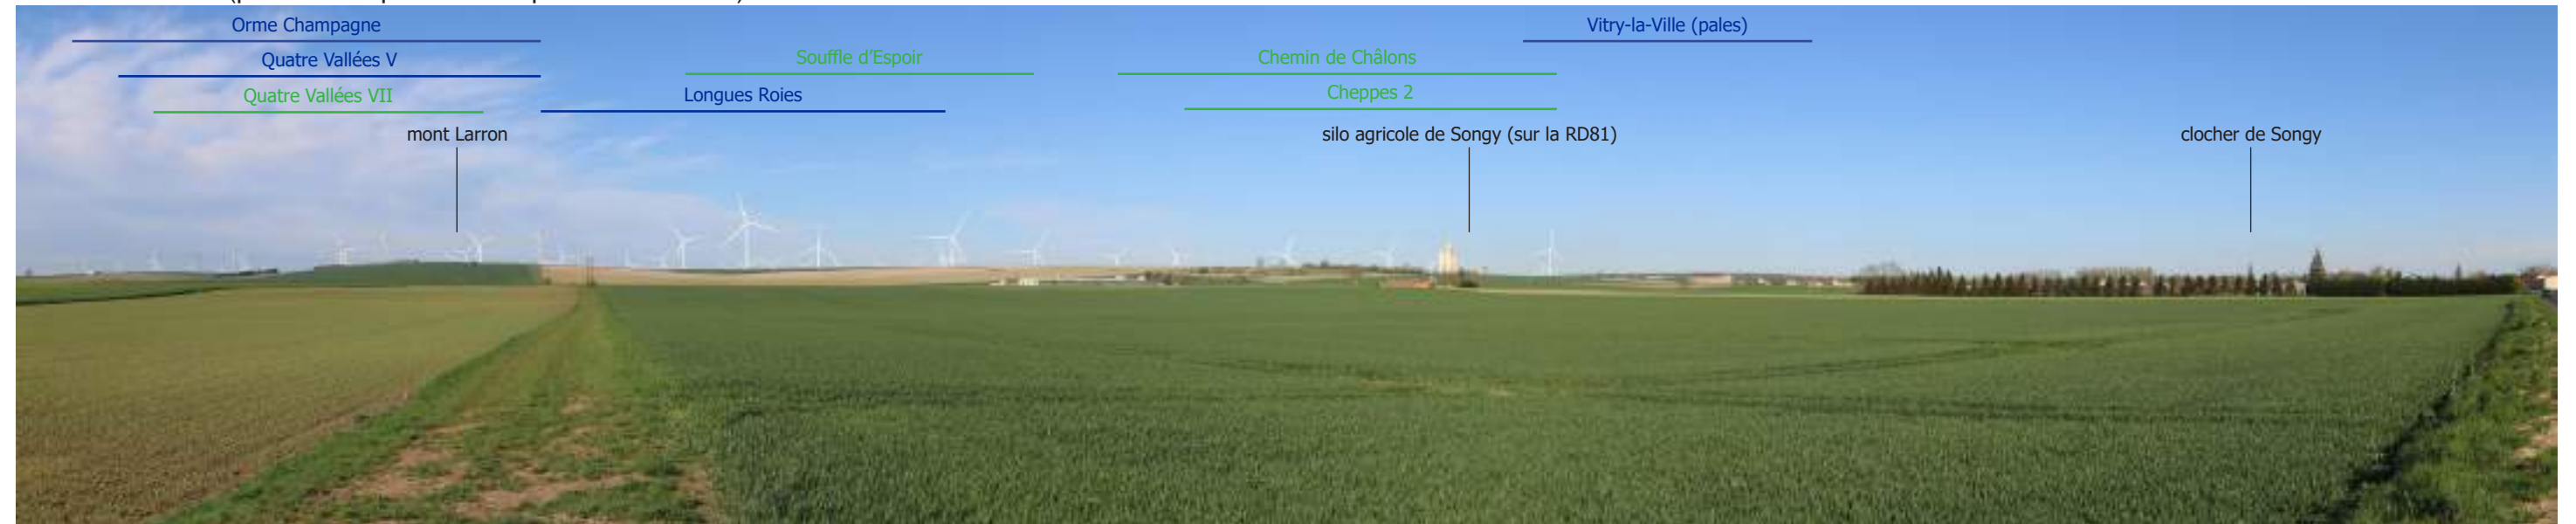 Orme Champagne
Vitry-la-Ville (pales)
Quatre Vallées V
Souffle d'Espoir
Chemin de Châlons
Quatre Vallées VII
Longues Roies
Cheppes 2
mont Larron
silo agricole de Songy (sur la RD81)
clocher de Songy